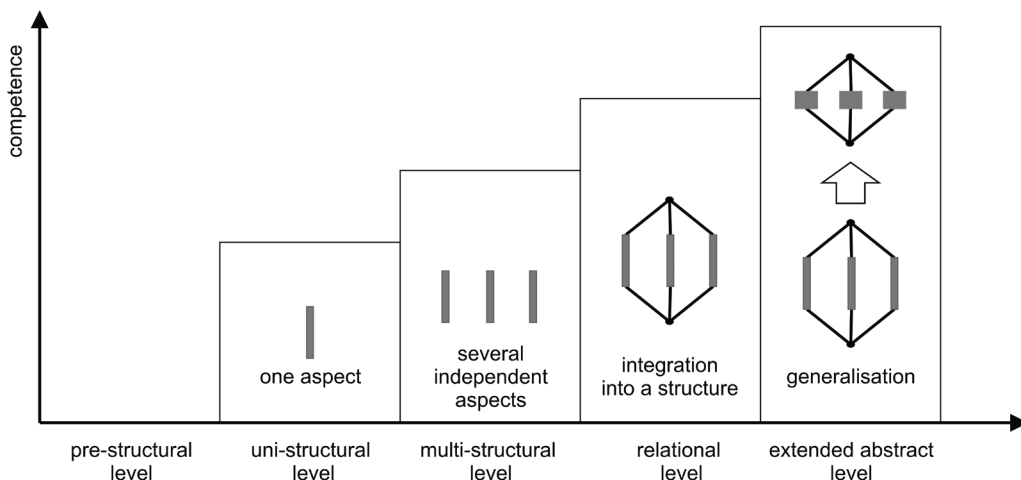 competence
one aspect
several
independent
aspects
integration
into a structure
generalisation
pre-structural
level
uni-structural
level
multi-structural
level
relational
level
extended abstract
level